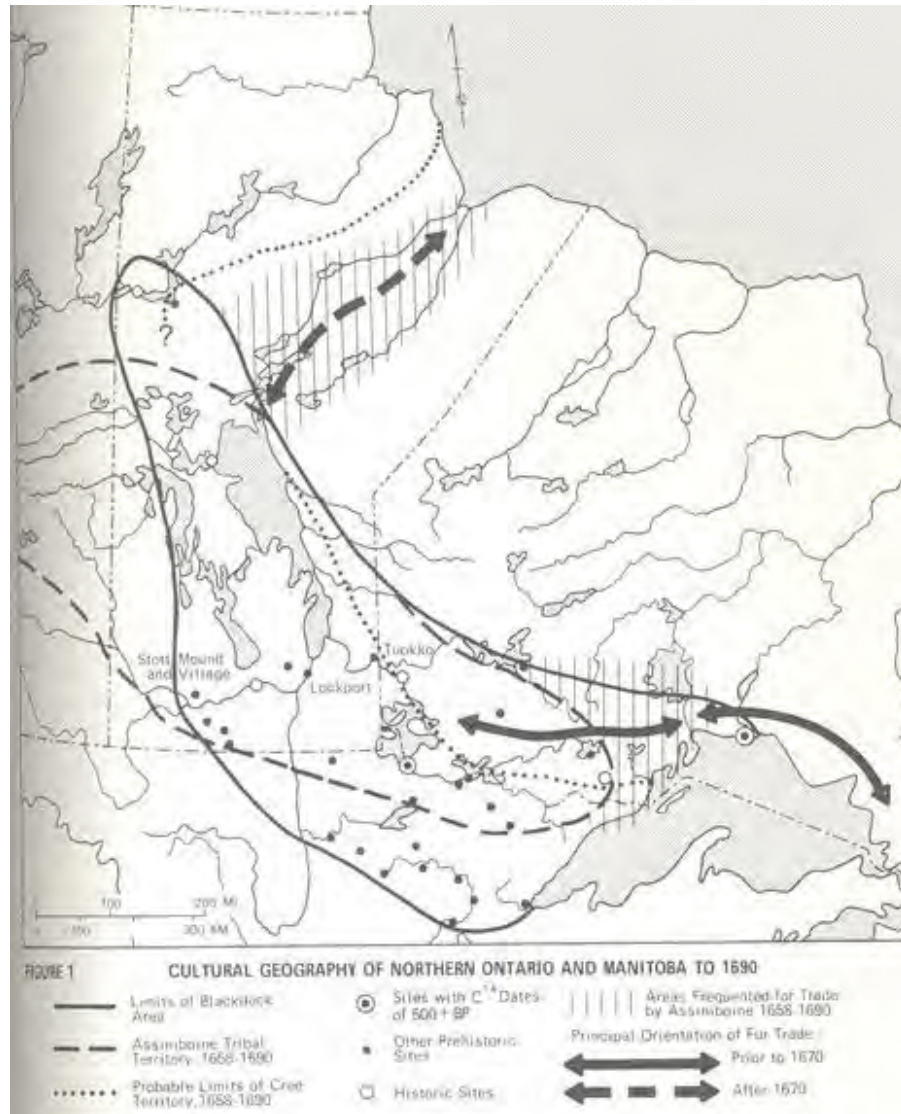 ?
Stott Mound
and Village
Lockport
Tuokko
100
200 MI
0
100
300 KM
FIGURE 1
CULTURAL GEOGRAPHY OF NORTHERN ONTARIO AND MANITOBA TO 1690
Limits of Blackduck
Area
Assiniboine Tribal
Territory, 1658-1690
Probable Limits of Cree
Territory, 1658-1690
Sites with C14 Dates
of 500 + BP
Other Prehistoric
Sites
Historic Sites
Areas Frequented for Trade
by Assiniboine 1658-1690
Principal Orientation of Fur Trade:
Prior to 1670
After 1670